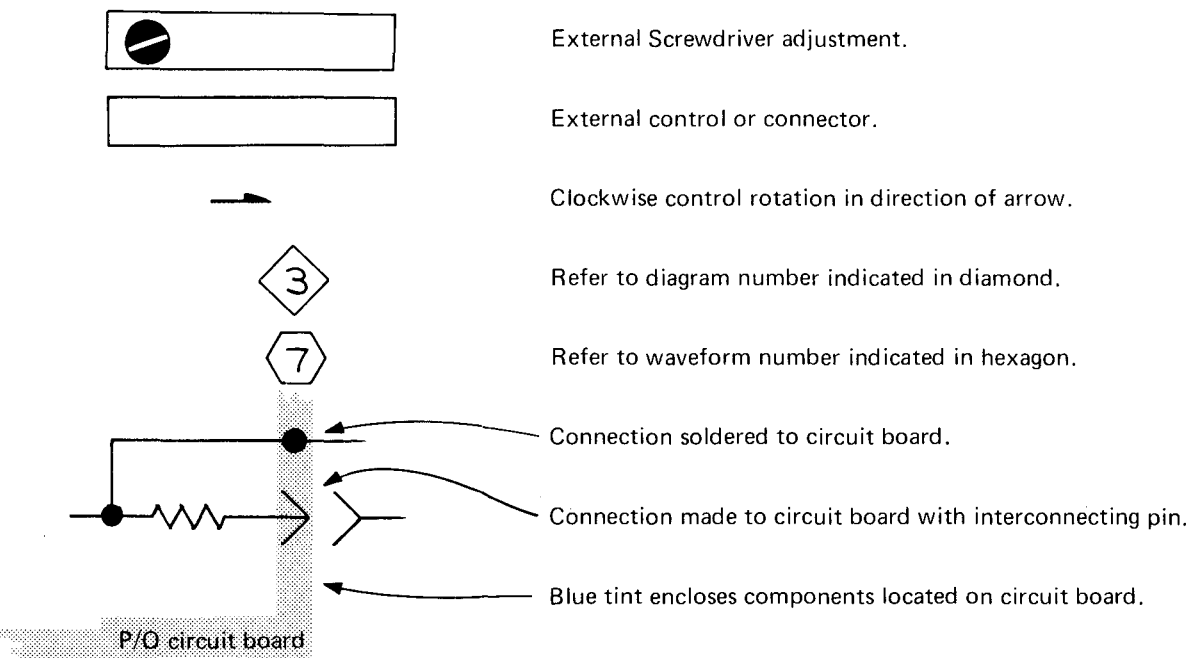 External Screwdriver adjustment.
External control or connector.
Clockwise control rotation in direction of arrow.
3
Refer to diagram number indicated in diamond.
7
Refer to waveform number indicated in hexagon.
Connection soldered to circuit board.
Connection made to circuit board with interconnecting pin.
Blue tint encloses components located on circuit board.
P/O circuit board